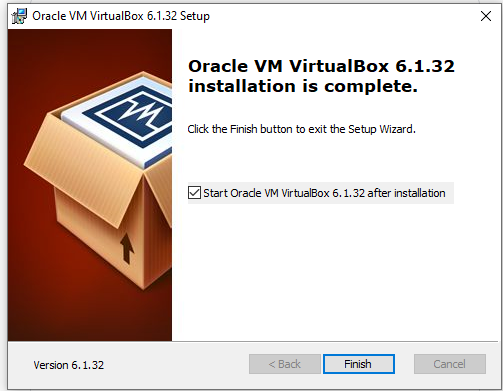 Oracle VM VirtualBox 6.1.32 Setup
Oracle VM VirtualBox 6.1.32
installation is complete.
Click the Finish button to exit the Setup Wizard.
Start Oracle VM VirtualBox 6.1.32 after installation
Version 6.1.32
< Back
Finish
Cancel